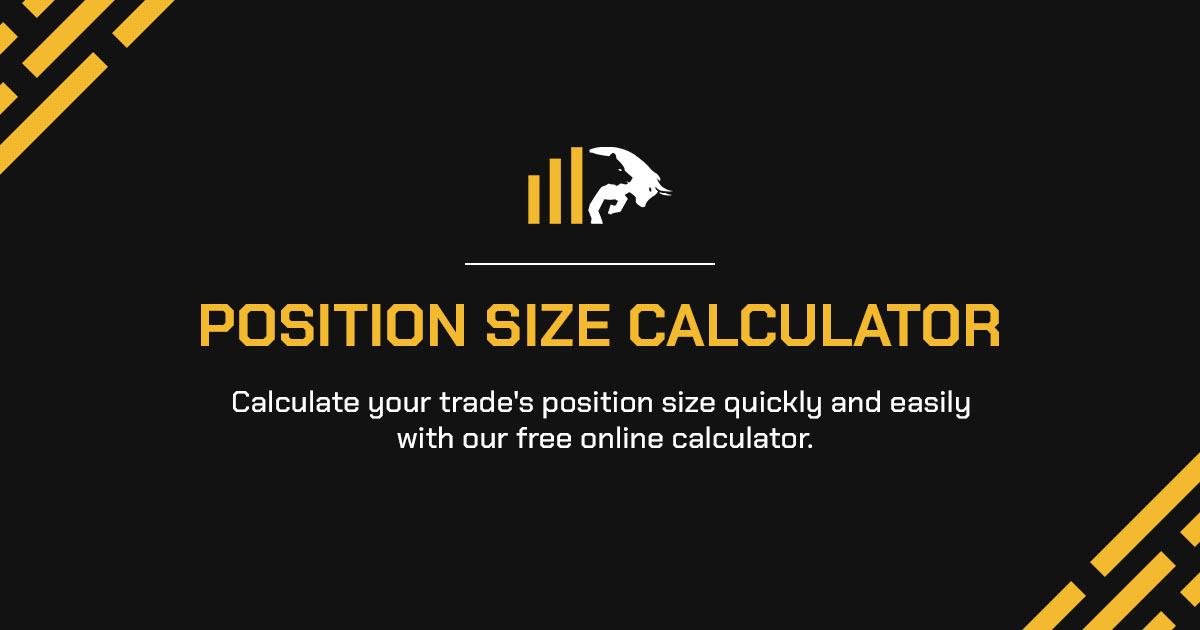 POSITION SIZE CALCULATOR
Calculate your trade's position size quickly and easily
with our free online calculator.